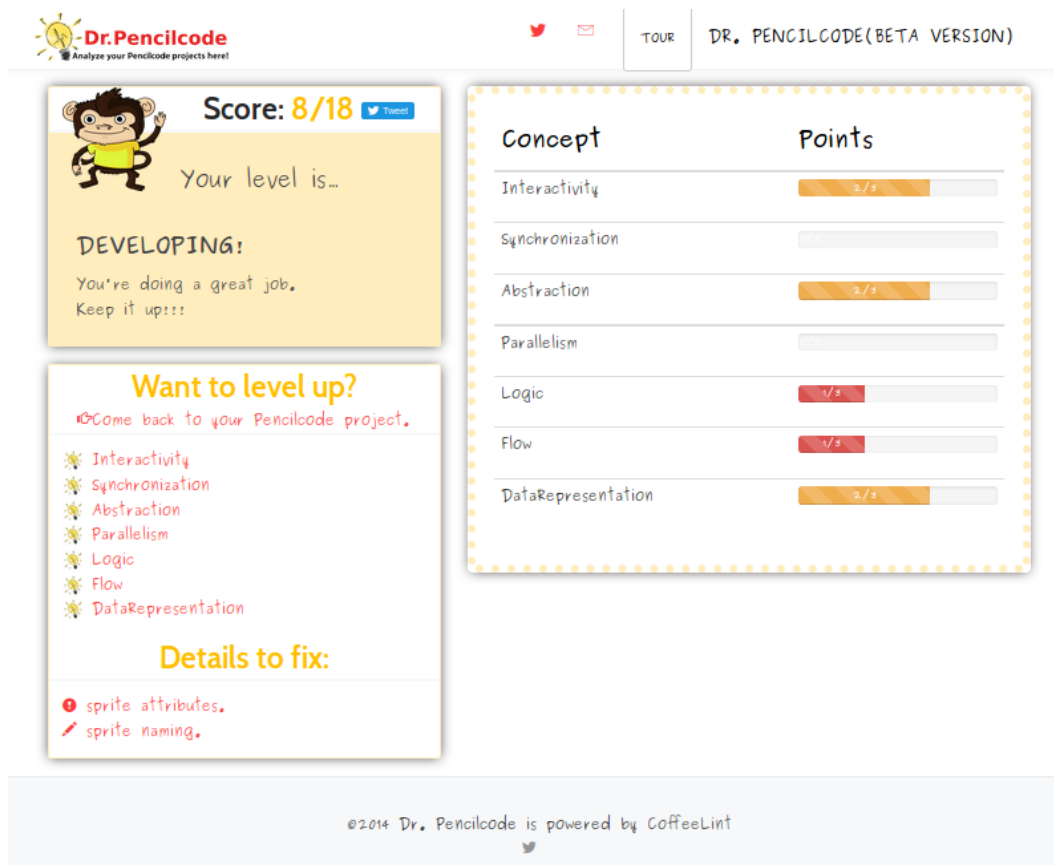 Dr.Pencilcode
Analyze your Pencilcode projects here!
TOUR
DR. PENCILCODE(BETA VERSION)
Score: 8/18
Tweet
Your level is...
DEVELOPING!
You're doing a great job.
Keep it up!!!
Want to level up?
Come back to your Pencilcode project.
Interactivity
Synchronization
Abstraction
Parallelism
Logic
Flow
DataRepresentation
Details to fix:
sprite attributes.
sprite naming.
Concept Points
Interactivity 2/3
Synchronization
Abstraction 2/3
Parallelism
Logic 1/3
Flow 1/3
DataRepresentation 2/3
©2014 Dr. Pencilcode is powered by CoffeeLint